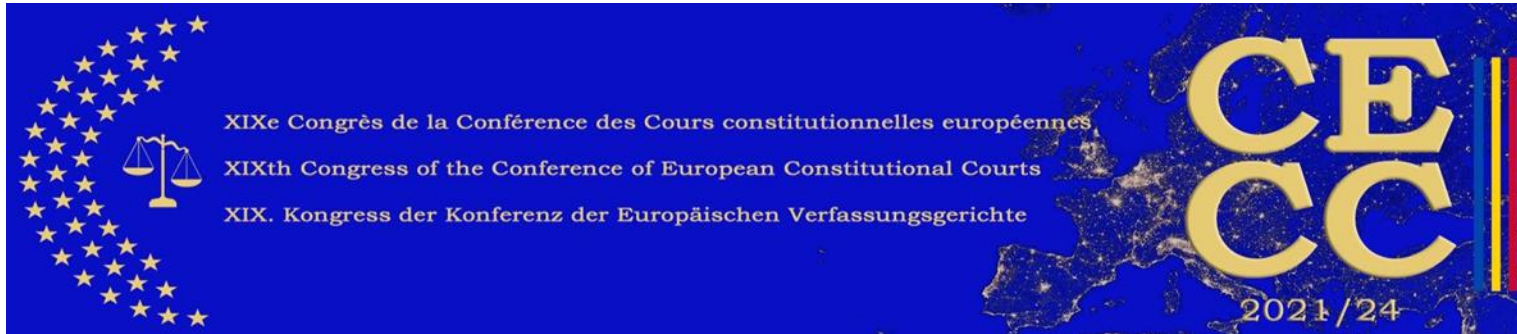 XIXe Congrès de la Conférence des Cours constitutionnelles européennes
XIXth Congress of the Conference of European Constitutional Courts
XIX. Kongress der Konferenz der Europäischen Verfassungsgerichte
CE
CC
2021/24